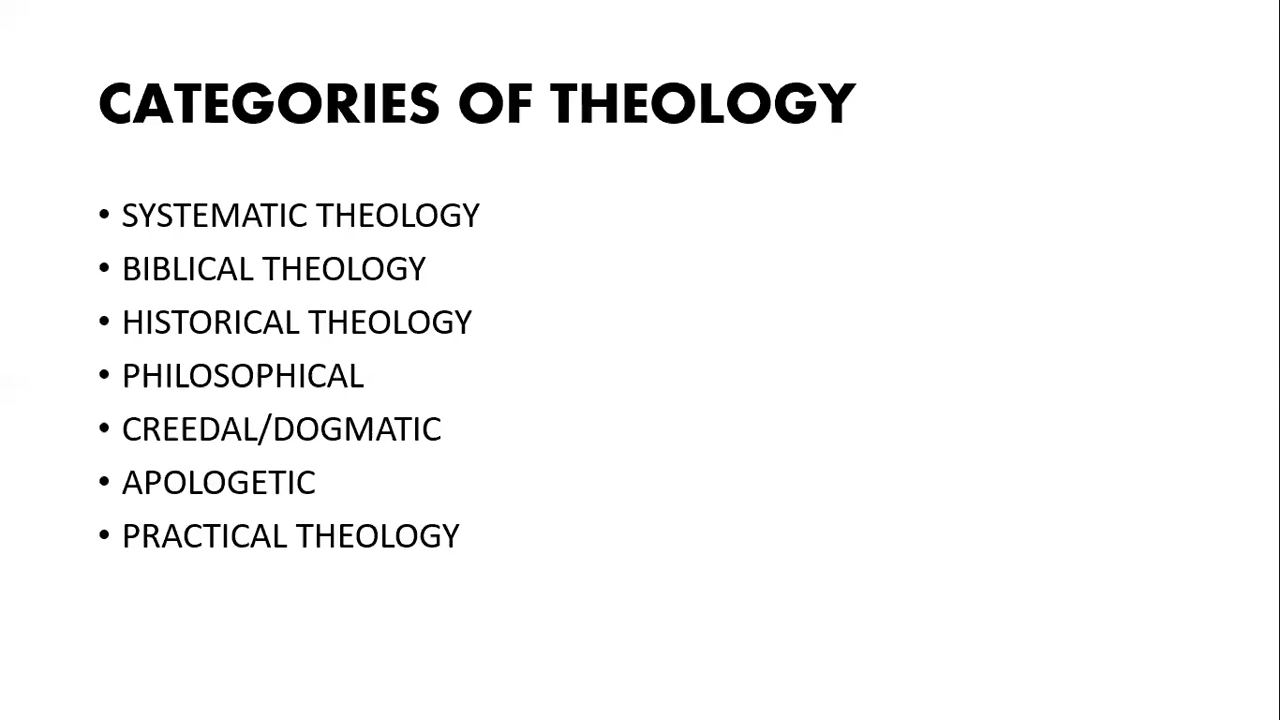 CATEGORIES OF THEOLOGY
• SYSTEMATIC THEOLOGY
• BIBLICAL THEOLOGY
• HISTORICAL THEOLOGY
• PHILOSOPHICAL
• CREEDAL/DOGMATIC
• APOLOGETIC
• PRACTICAL THEOLOGY